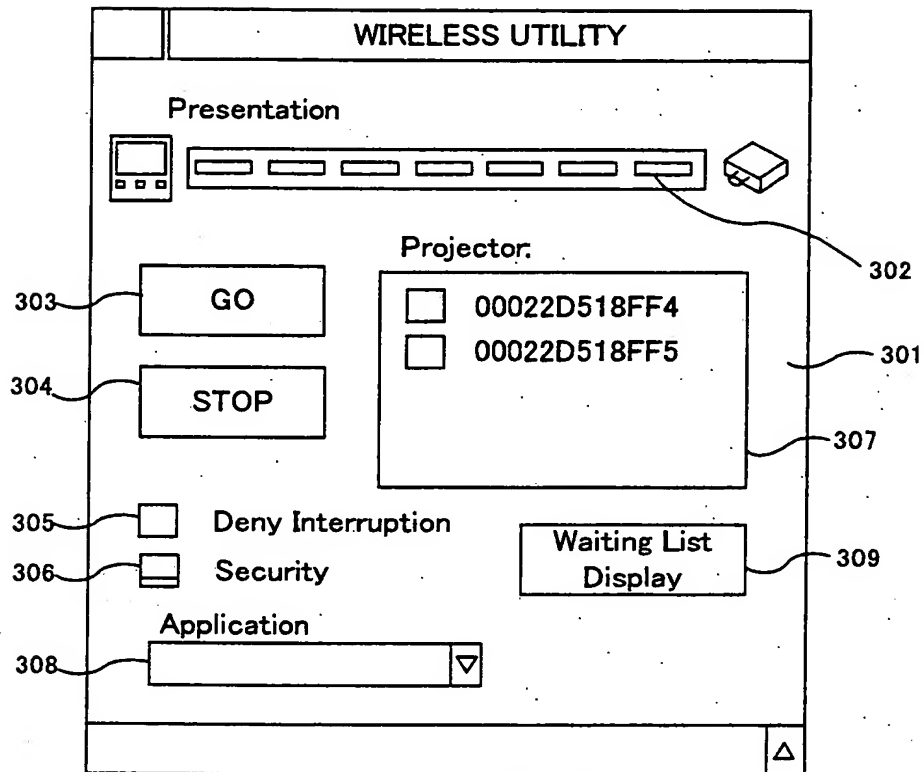 WIRELESS UTILITY
Presentation
302
Projector:
303
GO
00022D518FF4
00022D518FF5
301
304
STOP
307
305
Deny Interruption
306
Security
Waiting List
Display
309
Application
308